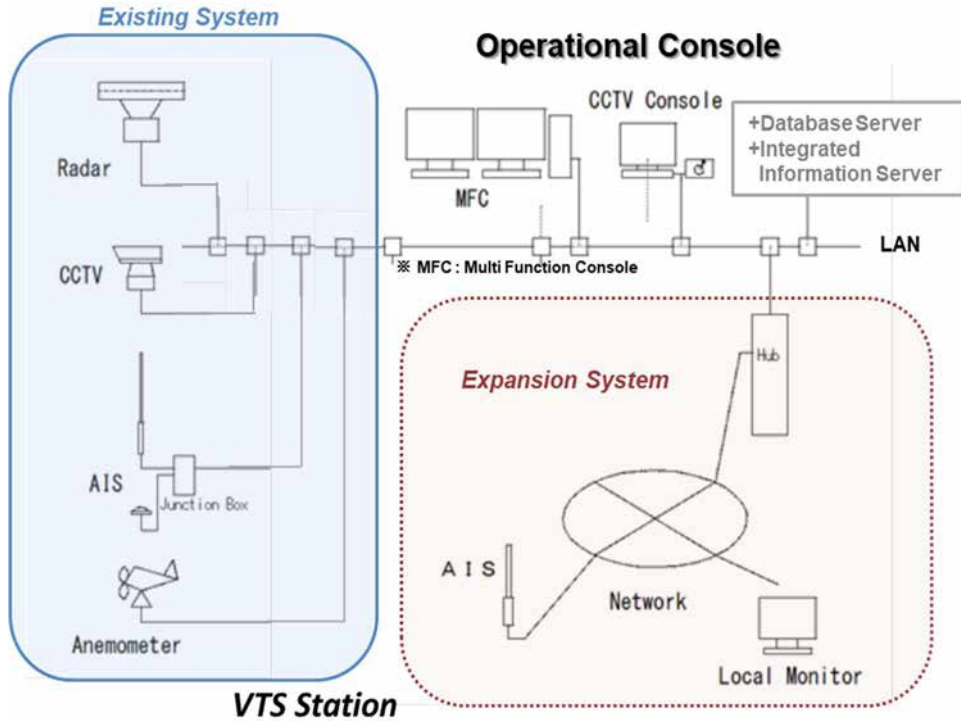 Existing System
Operational Console
Radar
MFC
CCTV Console
+Database Server
+Integrated
Information Server
CCTV
LAN
※ MFC : Multi Function Console
AIS
Junction Box
Anemometer
Expansion System
Hub
AIS
Network
Local Monitor
VTS Station